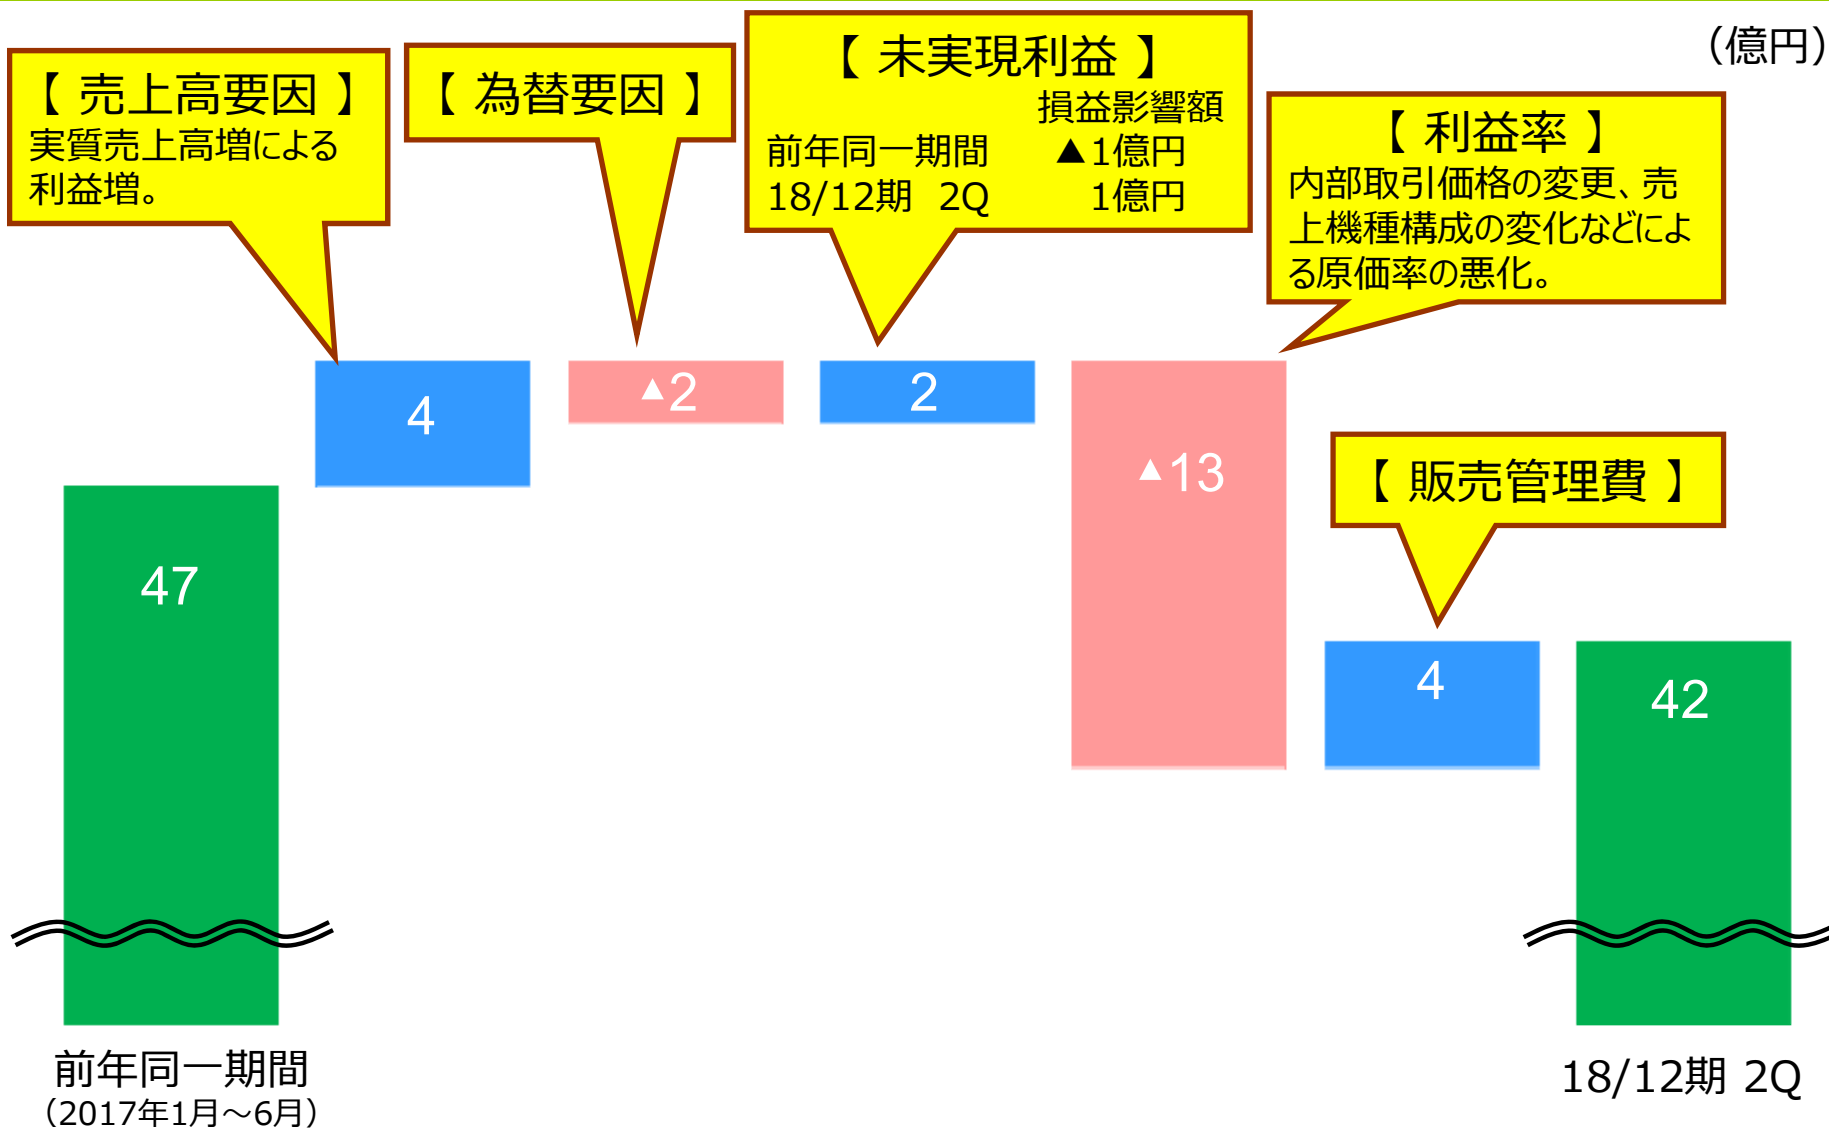 （億円）
【 売上高要因 】
実質売上高増による
利益増。
【 為替要因 】
【 未実現利益 】
損益影響額
前年同一期間 ▲1億円
18/12期 2Q 1億円
【 利益率 】
内部取引価格の変更、売
上機種構成の変化などによ
る原価率の悪化。
【 販売管理費 】
47
4
▲2
2
▲13
4
42
前年同一期間
（2017年1月～6月）
18/12期 2Q